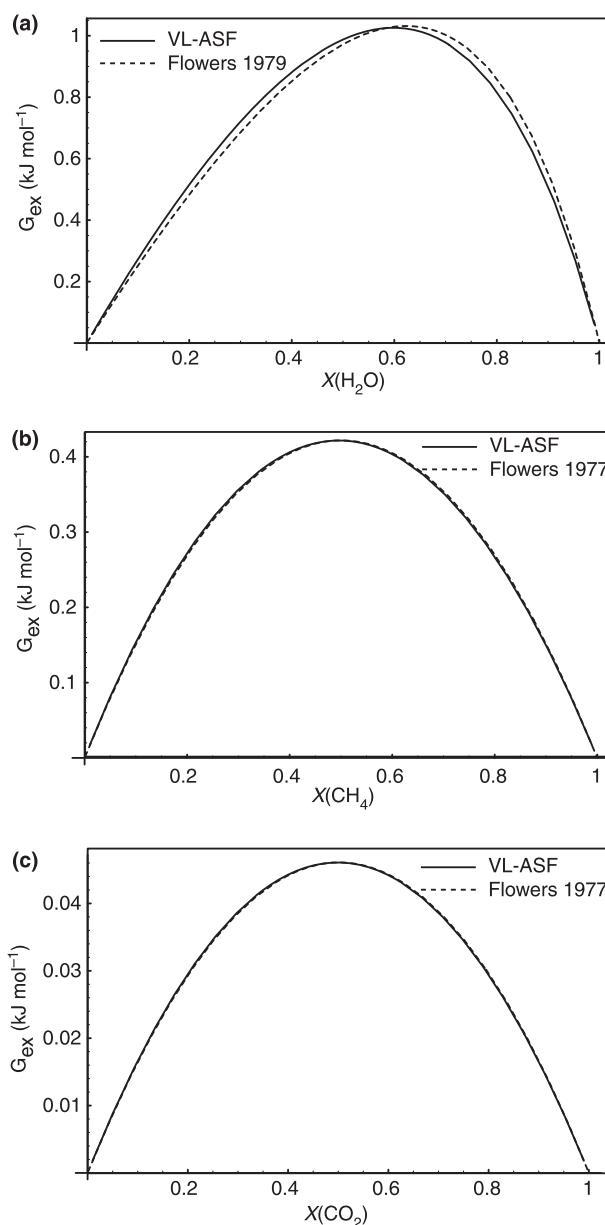 (a)
VL-ASF
Flowers 1979
G_ex (kJ mol⁻¹)
1
0.8
0.6
0.4
0.2
0.2 0.4 0.6 0.8 1
X(H₂O)
(b)
VL-ASF
Flowers 1977
G_ex (kJ mol⁻¹)
0.4
0.3
0.2
0.1
0.2 0.4 0.6 0.8 1
X(CH₄)
(c)
VL-ASF
Flowers 1977
G_ex (kJ mol⁻¹)
0.04
0.03
0.02
0.01
0.2 0.4 0.6 0.8 1
X(CO₂)